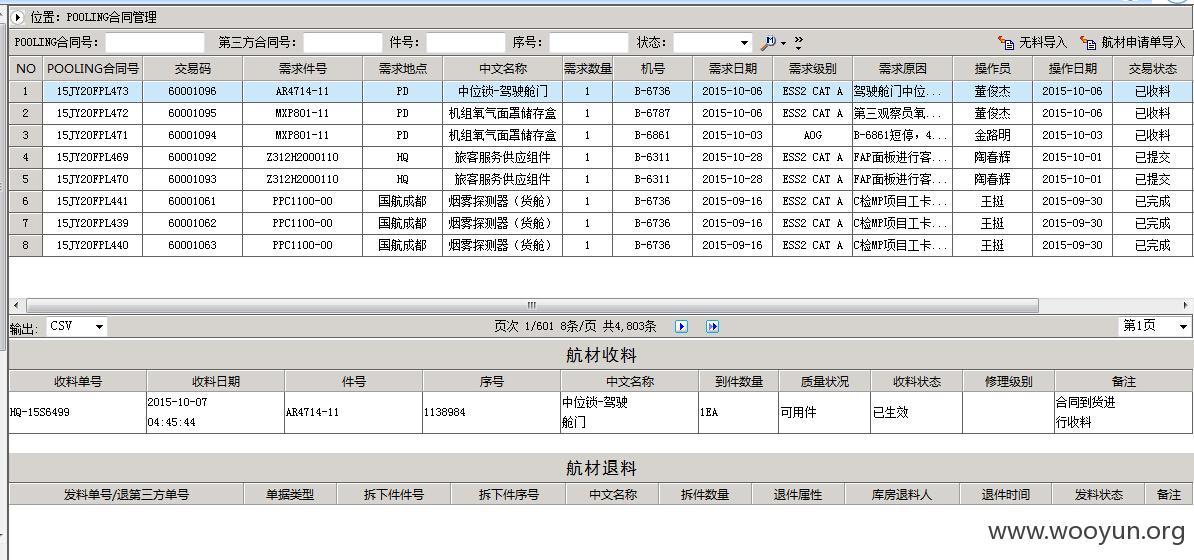 位置：POOLING合同管理
POOLING合同号： 第三方合同号： 件号： 序号： 状态： 无料导入 航材申请单导入
NO POOLING合同号 交易码 需求件号 需求地点 中文名称 需求数量 机号 需求日期 需求级别 需求原因 操作员 操作日期 交易状态
1 15JY20FPL473 60001096 AR4714-11 PD 中位锁-驾驶舱门 1 B-6736 2015-10-06 ESS2 CAT A 驾驶舱门中位... 董俊杰 2015-10-06 已收料
2 15JY20FPL472 60001095 MXP801-11 PD 机组氧气面罩储存盒 1 B-6787 2015-10-06 ESS2 CAT A 第三观察员氧... 董俊杰 2015-10-06 已收料
3 15JY20FPL471 60001094 MXP801-11 PD 机组氧气面罩储存盒 1 B-6861 2015-10-03 AOG B-6861短停，4... 金路明 2015-10-03 已收料
4 15JY20FPL469 60001092 Z312H2000110 HQ 旅客服务供应组件 1 B-6311 2015-10-28 ESS2 CAT A FAP面板进行客... 陶春辉 2015-10-01 已提交
5 15JY20FPL470 60001093 Z312H2000110 HQ 旅客服务供应组件 1 B-6311 2015-10-28 ESS2 CAT A FAP面板进行客... 陶春辉 2015-10-01 已提交
6 15JY20FPL441 60001061 PPC1100-00 国航成都 烟雾探测器（货舱） 1 B-6736 2015-09-16 ESS2 CAT A C检MP项目工卡... 王挺 2015-09-30 已完成
7 15JY20FPL439 60001062 PPC1100-00 国航成都 烟雾探测器（货舱） 1 B-6736 2015-09-16 ESS2 CAT A C检MP项目工卡... 王挺 2015-09-30 已完成
8 15JY20FPL440 60001063 PPC1100-00 国航成都 烟雾探测器（货舱） 1 B-6736 2015-09-16 ESS2 CAT A C检MP项目工卡... 王挺 2015-09-30 已完成
输出: CSV 页次 1/601 8条/页 共4,803条 第1页
航材收料
收料单号 收料日期 件号 序号 中文名称 到件数量 质量状况 收料状态 修理级别 备注
HQ-15S6499 2015-10-07 AR4714-11 1138984 中位锁-驾驶 1EA 可用件 已生效 合同到货进
04:45:44 舱门 行收料
航材退料
发料单号/退第三方单号 单据类型 拆下件件号 拆下件序号 中文名称 拆件数量 退件属性 库房退料人 退件时间 发料状态 备注
www.wooyun.org